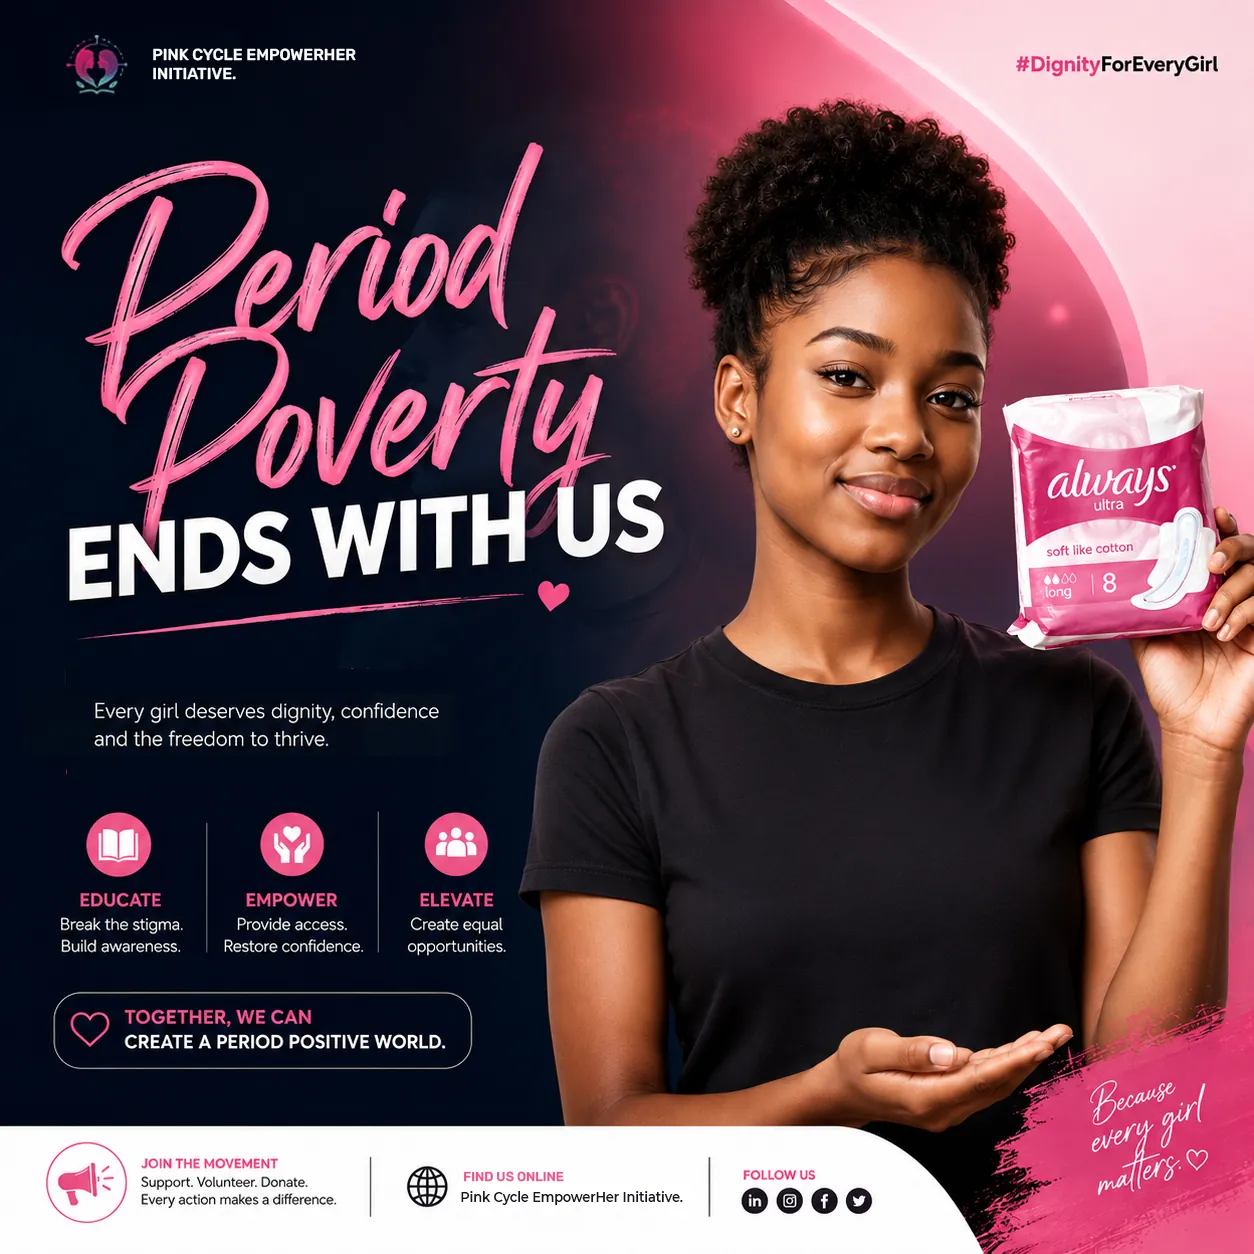 PINK CYCLE EMPOWERHER
INITIATIVE.
#DignityForEveryGirl
Period
Poverty
ENDS WITH US
always
ultra
soft like cotton
long
8
Every girl deserves dignity, confidence
and the freedom to thrive.
EDUCATE
Break the stigma.
Build awareness.
EMPOWER
Provide access.
Restore confidence.
ELEVATE
Create equal
opportunities.
TOGETHER, WE CAN
CREATE A PERIOD POSITIVE WORLD.
Because
every girl
matters.
JOIN THE MOVEMENT
Support. Volunteer. Donate.
Every action makes a difference.
FIND US ONLINE
Pink Cycle EmpowerHer Initiative.
FOLLOW US